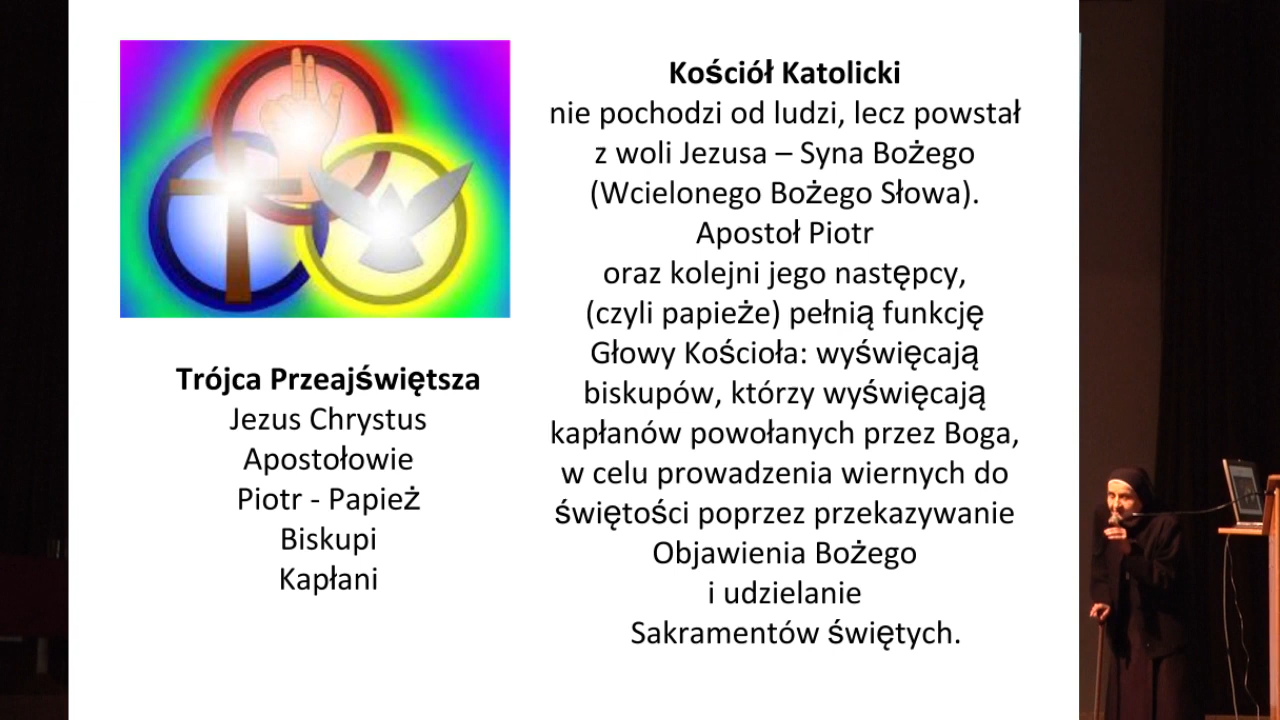 Trójca Przeajświętsza
Jezus Chrystus
Apostołowie
Piotr - Papież
Biskupi
Kapłani
Kościół Katolicki
nie pochodzi od ludzi, lecz powstał
z woli Jezusa – Syna Bożego
(Wcielonego Bożego Słowa).
Apostoł Piotr
oraz kolejni jego następcy,
(czyli papieże) pełnią funkcję
Głowy Kościoła: wyświęcają
biskupów, którzy wyświęcają
kapłanów powołanych przez Boga,
w celu prowadzenia wiernych do
świętości poprzez przekazywanie
Objawienia Bożego
i udzielanie
Sakramentów świętych.